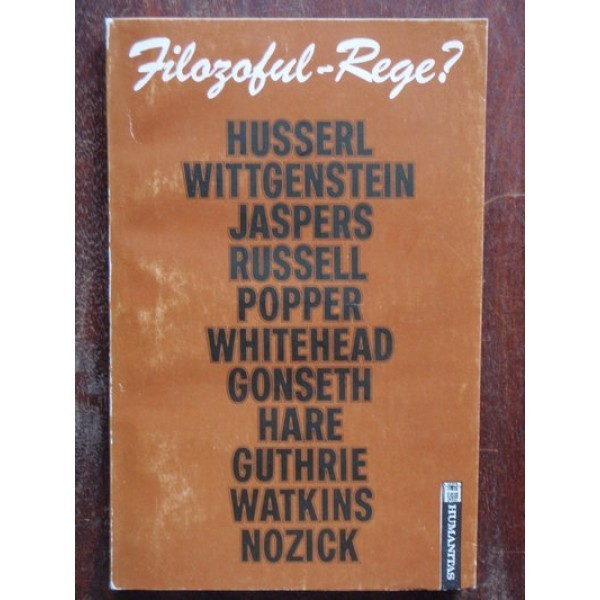 Filozoful-Rege?
HUSSERL
WITTGENSTEIN
JASPERS
RUSSELL
POPPER
WHITEHEAD
GONSETH
HARE
GUTHRIE
WATKINS
NOZICK
HUMANITAS